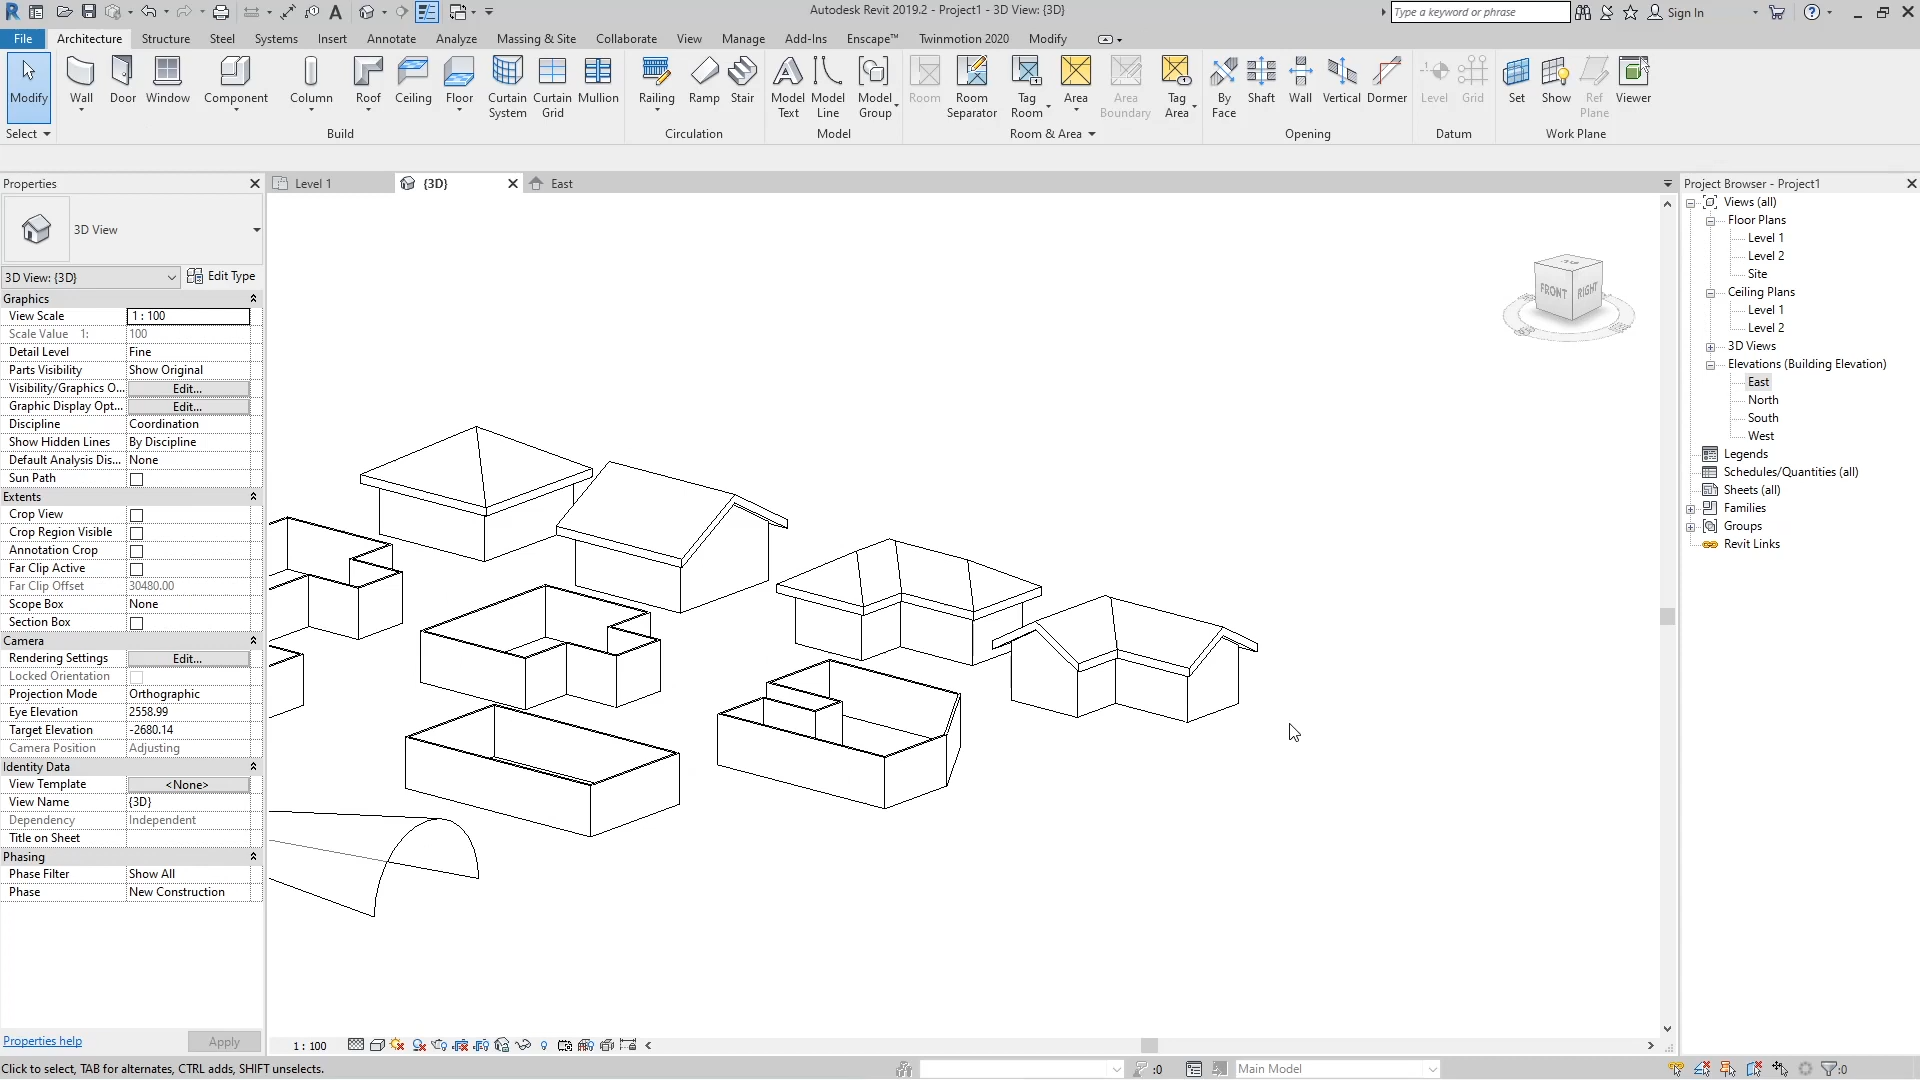 Autodesk Revit 2019.2 - Project1 - 3D View: {3D}
Type a keyword or phrase
Sign In
File Architecture Structure Steel Systems Insert Annotate Analyze Massing & Site Collaborate View Manage Add-Ins Enscape™ Twinmotion 2020 Modify
Modify
Wall
Door
Window
Component
Column
Roof
Ceiling
Floor
Curtain System
Curtain Grid
Mullion
Railing
Ramp
Stair
Model Text
Model Line
Model Group
Room
Room Separator
Tag Room
Area
Area Boundary
Tag Area
By Face
Shaft
Wall
Vertical
Dormer
Level
Grid
Set
Show
Ref Plane
Viewer
Select
Build
Circulation
Model
Room & Area
Opening
Datum
Work Plane
Properties
3D View
3D View: {3D}
Edit Type
Graphics
View Scale 1 : 100
Scale Value 1: 100
Detail Level Fine
Parts Visibility Show Original
Visibility/Graphics O... Edit...
Graphic Display Opt... Edit...
Discipline Coordination
Show Hidden Lines By Discipline
Default Analysis Dis... None
Sun Path
Extents
Crop View
Crop Region Visible
Annotation Crop
Far Clip Active
Far Clip Offset 30480.00
Scope Box None
Section Box
Camera
Rendering Settings Edit...
Locked Orientation
Projection Mode Orthographic
Eye Elevation 2558.99
Target Elevation -2680.14
Camera Position Adjusting
Identity Data
View Template <None>
View Name {3D}
Dependency Independent
Title on Sheet
Phasing
Phase Filter Show All
Phase New Construction
Properties help
Apply
Level 1
{3D}
East
FRONT
RIGHT
Project Browser - Project1
Views (all)
Floor Plans
Level 1
Level 2
Site
Ceiling Plans
Level 1
Level 2
3D Views
Elevations (Building Elevation)
East
North
South
West
Legends
Schedules/Quantities (all)
Sheets (all)
Families
Groups
Revit Links
1 : 100
Click to select, TAB for alternates, CTRL adds, SHIFT unselects.
:0
Main Model
:0